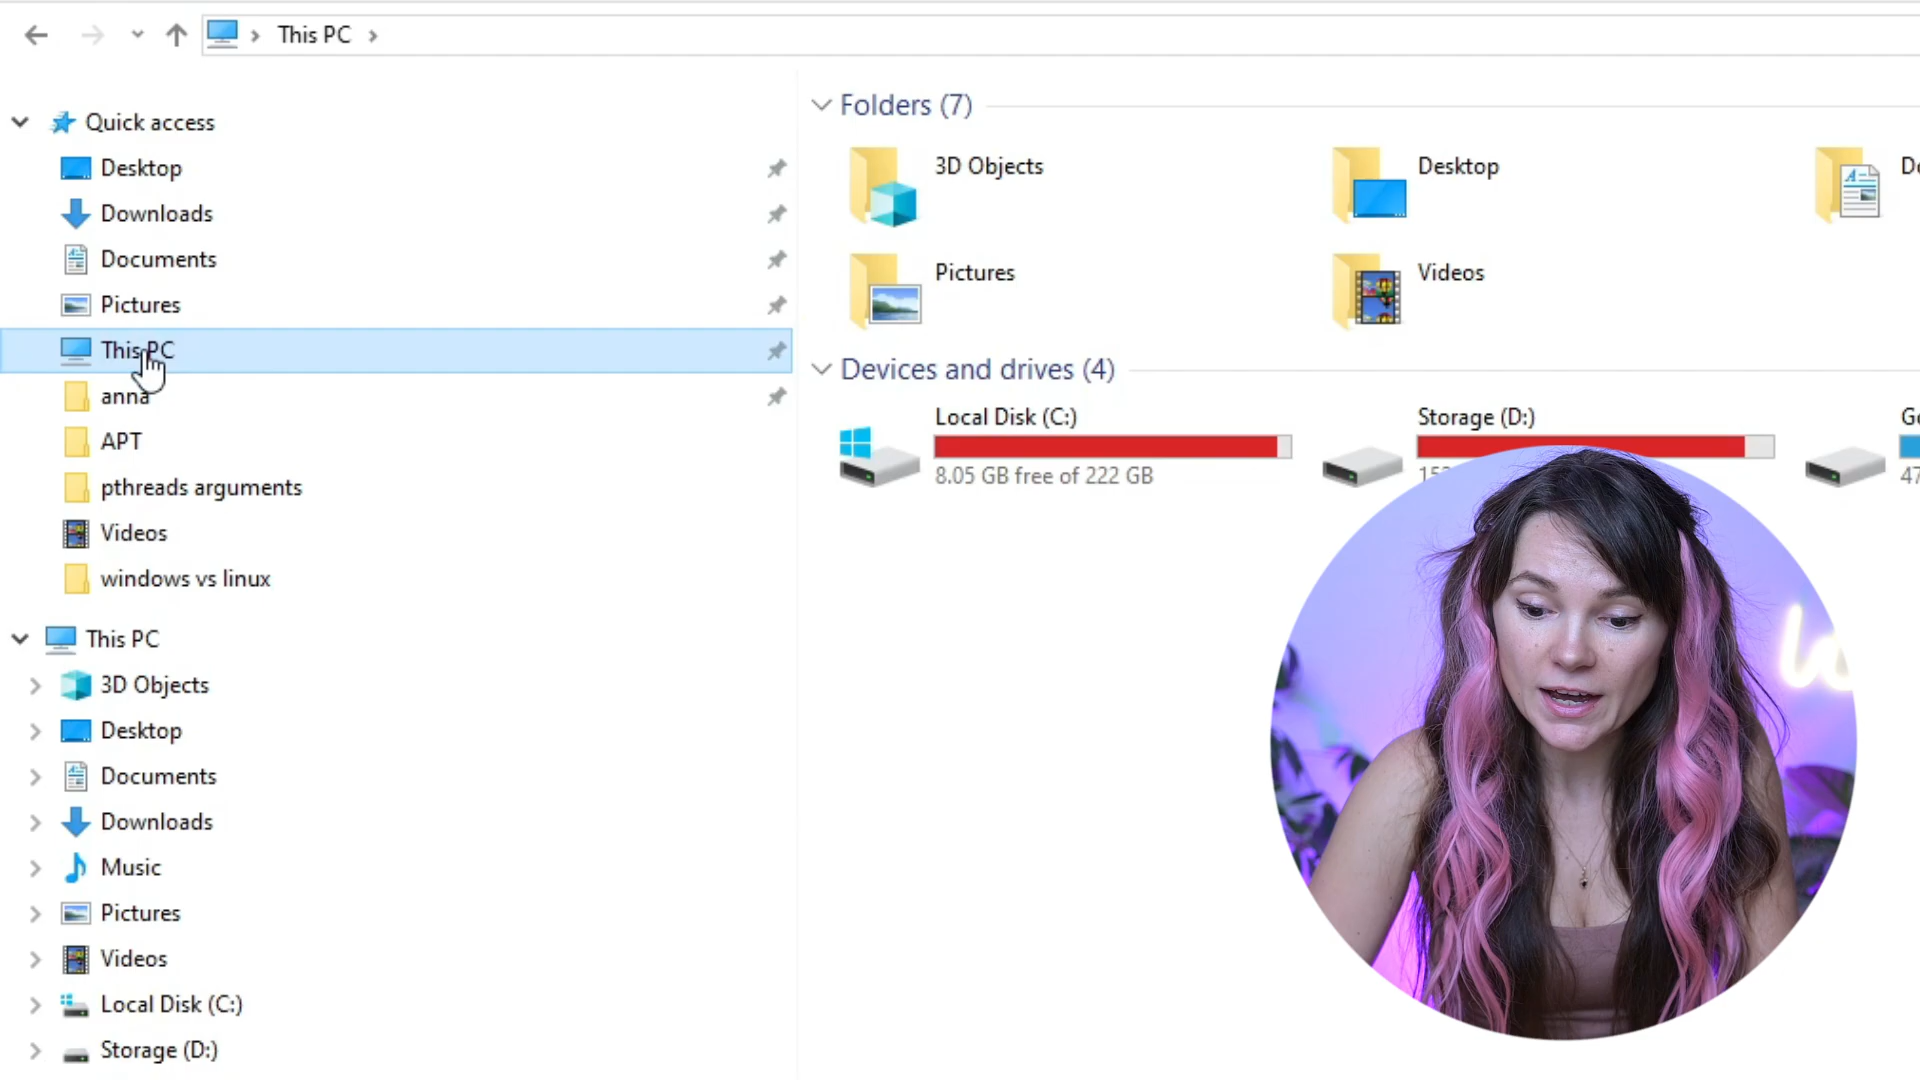 This PC
Quick access
Desktop
Downloads
Documents
Pictures
This PC
anna
APT
pthreads arguments
Videos
windows vs linux
This PC
3D Objects
Desktop
Documents
Downloads
Music
Pictures
Videos
Local Disk (C:)
Storage (D:)
Folders (7)
3D Objects
Desktop
Pictures
Videos
Devices and drives (4)
Local Disk (C:)
8.05 GB free of 222 GB
Storage (D:)